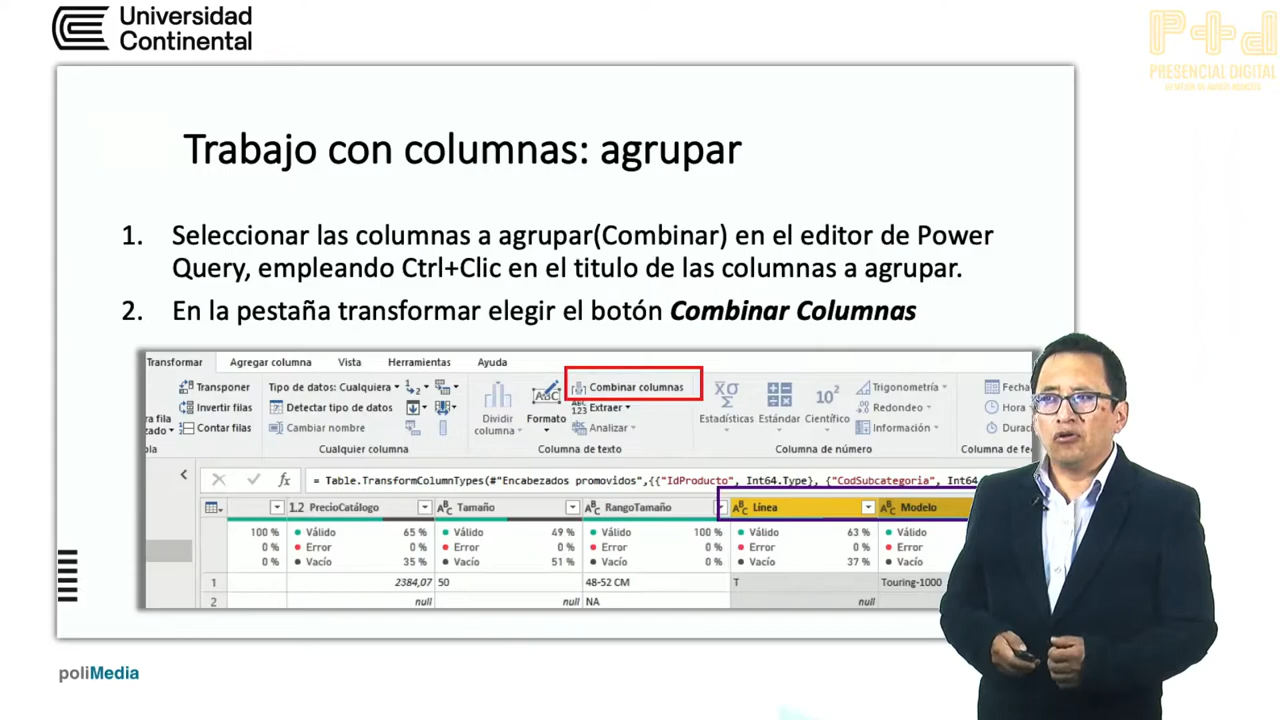 Universidad
Continental
P+d
PRESENCIAL DIGITAL
Trabajo con columnas: agrupar
1. Seleccionar las columnas a agrupar(Combinar) en el editor de Power
Query, empleando Ctrl+Clic en el titulo de las columnas a agrupar.
2. En la pestaña transformar elegir el botón Combinar Columnas
Transformar Agregar columna Vista Herramientas Ayuda
Transponer Tipo de datos: Cualquiera Combinar columnas Trigonometría Fecha
ra fila Invertir filas Detectar tipo de datos Dividir Formato Extraer Estadísticas Estándar Científico Redondeo Hora
zado Contar filas Cambiar nombre columna Analizar Información Durac
bla Cualquier columna Columna de texto Columna de número Column
= Table.TransformColumnTypes(#"Encabezados promovidos",{{"IdProducto", Int64.Type}, {"CodSubcategoria", Int64
1.2 PrecioCatálogo Tamaño RangoTamaño Línea Modelo
100 % Válido 65 % Válido 49 % Válido 100 % Válido 63 % Válido
0 % Error 0 % Error 0 % Error 0 % Error 0 % Error
0 % Vacío 35 % Vacío 51 % Vacío 0 % Vacío 37 % Vacío
1 2384,07 50 48-52 CM T Touring-1000
2 null null NA null
poliMedia